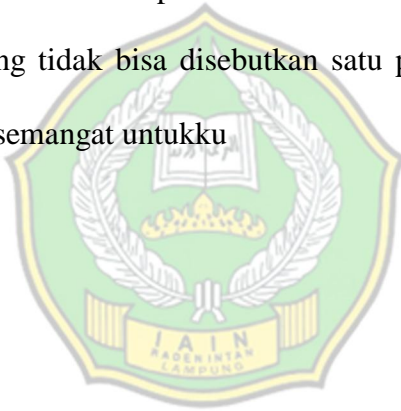 ng tidak bisa disebutkan satu p
semangat untukku
IAIN
RADEN INTAN
LAMPUNG